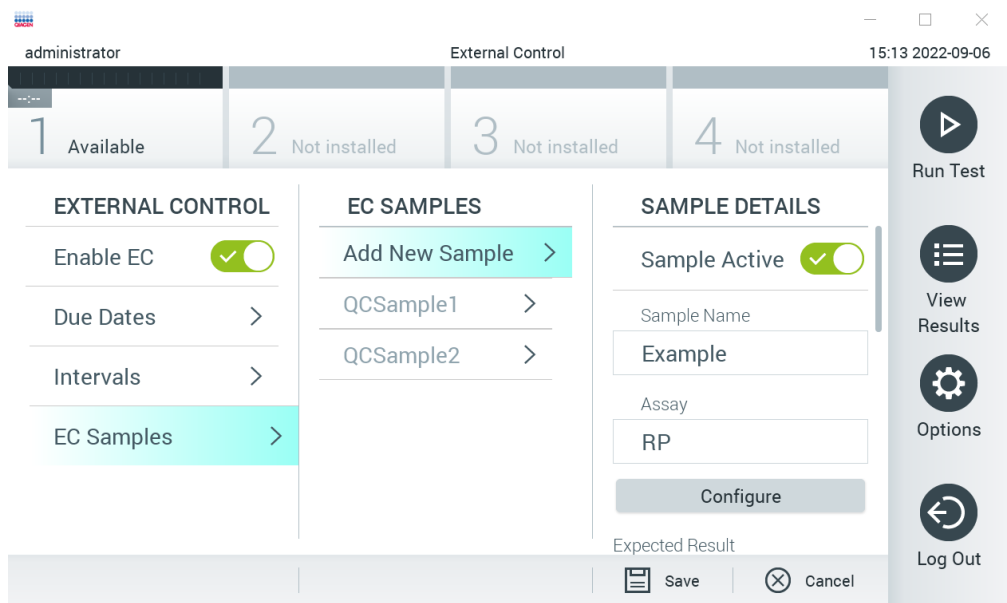 QIAGEN
administrator
External Control
15:13 2022-09-06
--:--
1 Available
2 Not installed
3 Not installed
4 Not installed
Run Test
View
Results
Options
Log Out
EXTERNAL CONTROL
Enable EC
Due Dates
Intervals
EC Samples
EC SAMPLES
Add New Sample
QCSample1
QCSample2
SAMPLE DETAILS
Sample Active
Sample Name
Example
Assay
RP
Configure
Expected Result
Save
Cancel